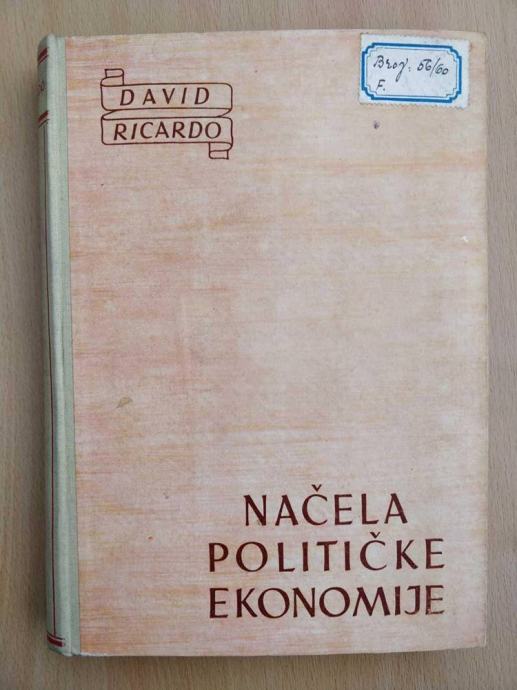 DAVID
RICARDO
Broj: 56/60
F.
NAČELA
POLITIČKE
EKONOMIJE